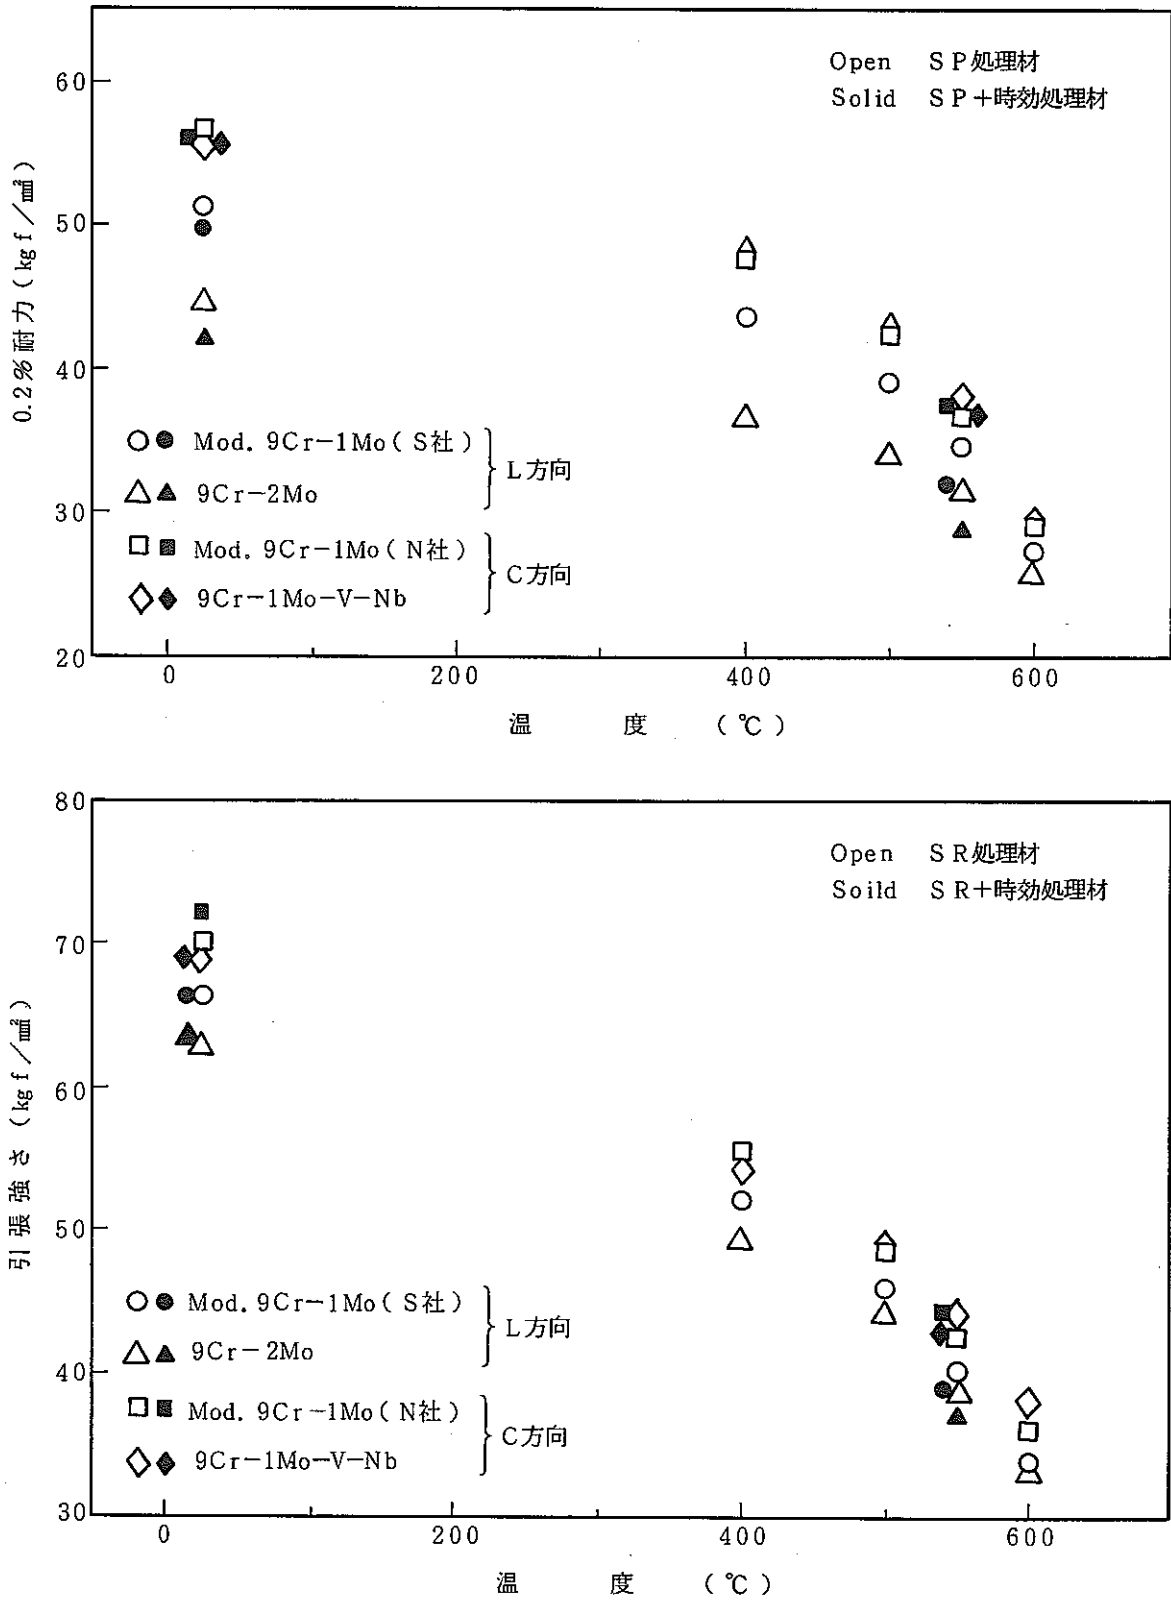 Open SP処理材
Solid SP+時効処理材
60
50
40
30
20
0.2%耐力(kgf/mm²)
Mod. 9Cr-1Mo(S社)
9Cr-2Mo
L方向
Mod. 9Cr-1Mo(N社)
9Cr-1Mo-V-Nb
C方向
0 200 400 600
温度 (℃)
80
70
60
50
40
30
Open SR処理材
Soild SR+時効処理材
引張強さ (kgf/mm²)
Mod. 9Cr-1Mo(S社)
9Cr-2Mo
L方向
Mod. 9Cr-1Mo(N社)
9Cr-1Mo-V-Nb
C方向
0 200 400 600
温度 (℃)